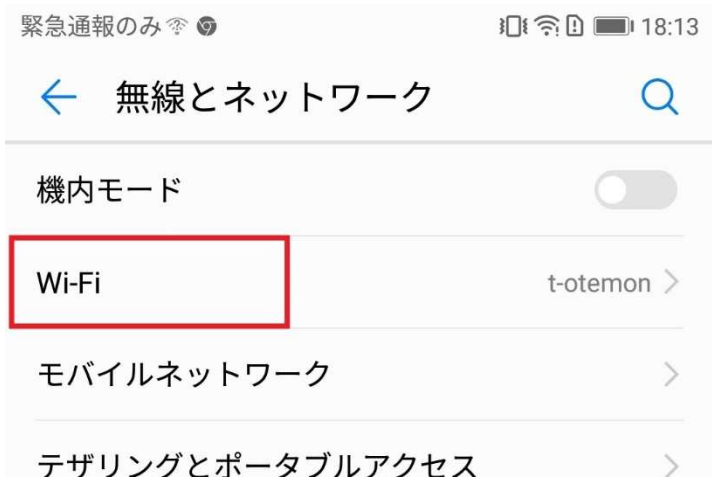 緊急通報のみ 18:13
無線とネットワーク
機内モード
Wi-Fi t-otemon
モバイルネットワーク
テザリングとポータブルアクセス